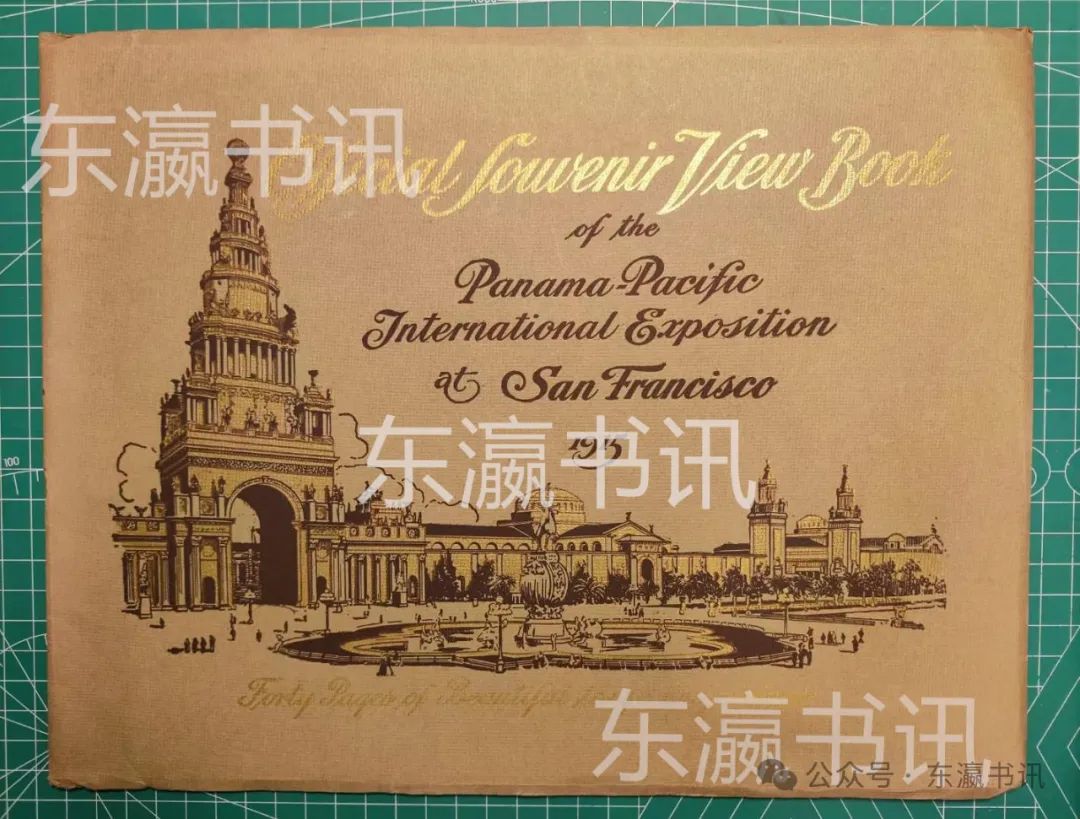 Official Souvenir View Book
of the
Panama-Pacific
International Exposition
at San Francisco
1915
Forty Pages of Beautiful
东瀛书讯
东瀛书讯
东瀛书讯
公众号 · 东瀛书讯
100